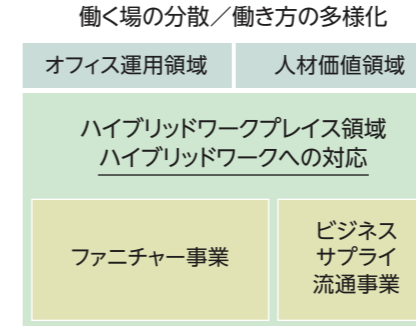 働く場の分散／働き方の多様化
オフィス運用領域
人材価値領域
ハイブリッドワークプレイス領域
ハイブリッドワークへの対応
ファニチャー事業
ビジネス
サプライ
流通事業